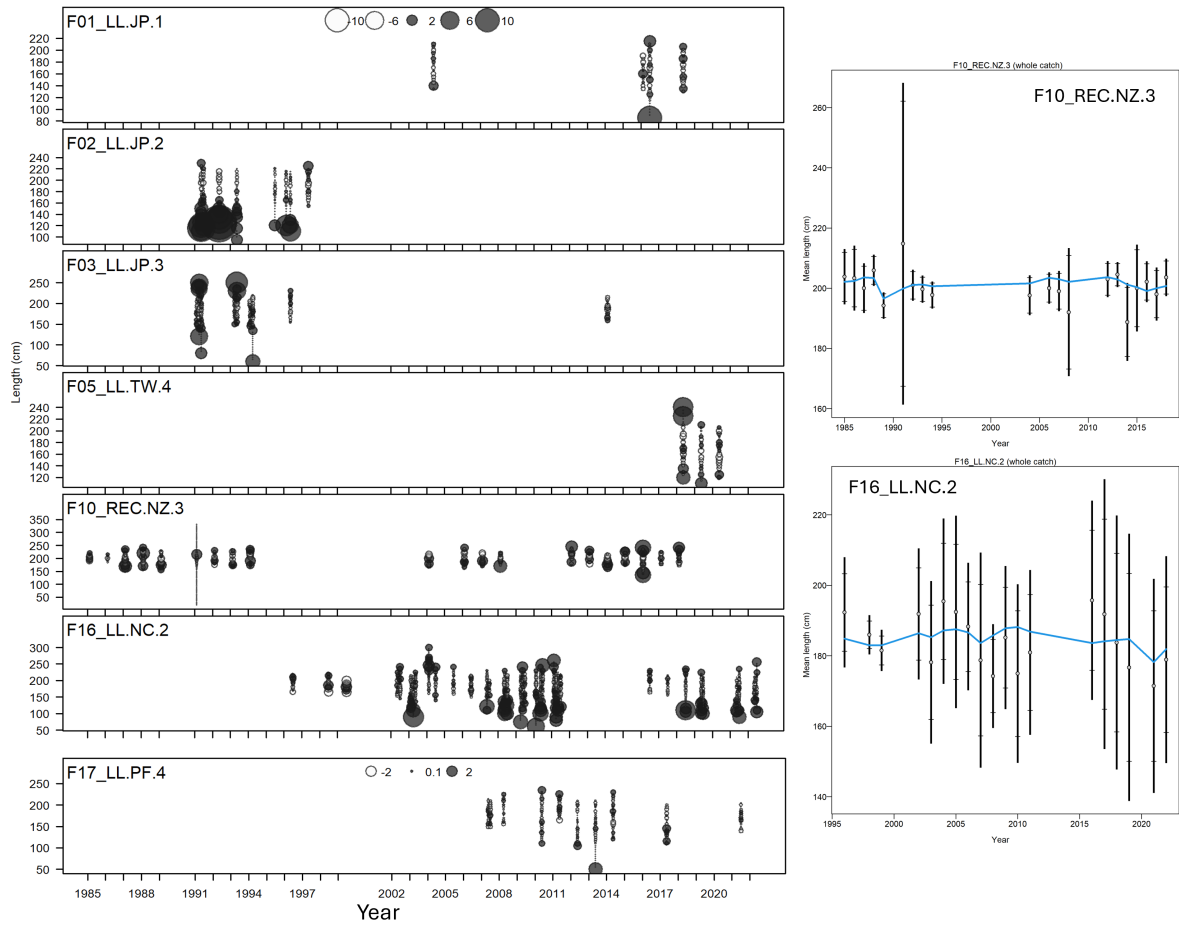 F01_LL.JP.1
-10 -6 2 6 10
220
200
180
160
140
120
100
80
F02_LL.JP.2
240
220
200
180
160
140
120
100
F03_LL.JP.3
250
200
150
100
50
F05_LL.TW.4
240
220
200
180
160
140
120
F10_REC.NZ.3
350
300
250
200
150
100
50
F16_LL.NC.2
300
250
200
150
100
50
F17_LL.PF.4
-2 0.1 2
250
200
150
100
50
1985 1988 1991 1994 1997 2002 2005 2008 2011 2014 2017 2020
Year
Length (cm)
F10_REC.NZ.3 (whole catch)
F10_REC.NZ.3
260
240
220
200
180
160
Mean length (cm)
1985 1990 1995 2000 2005 2010 2015
Year
F16_LL.NC.2 (whole catch)
F16_LL.NC.2
220
200
180
160
140
Mean length (cm)
1995 2000 2005 2010 2015 2020
Year